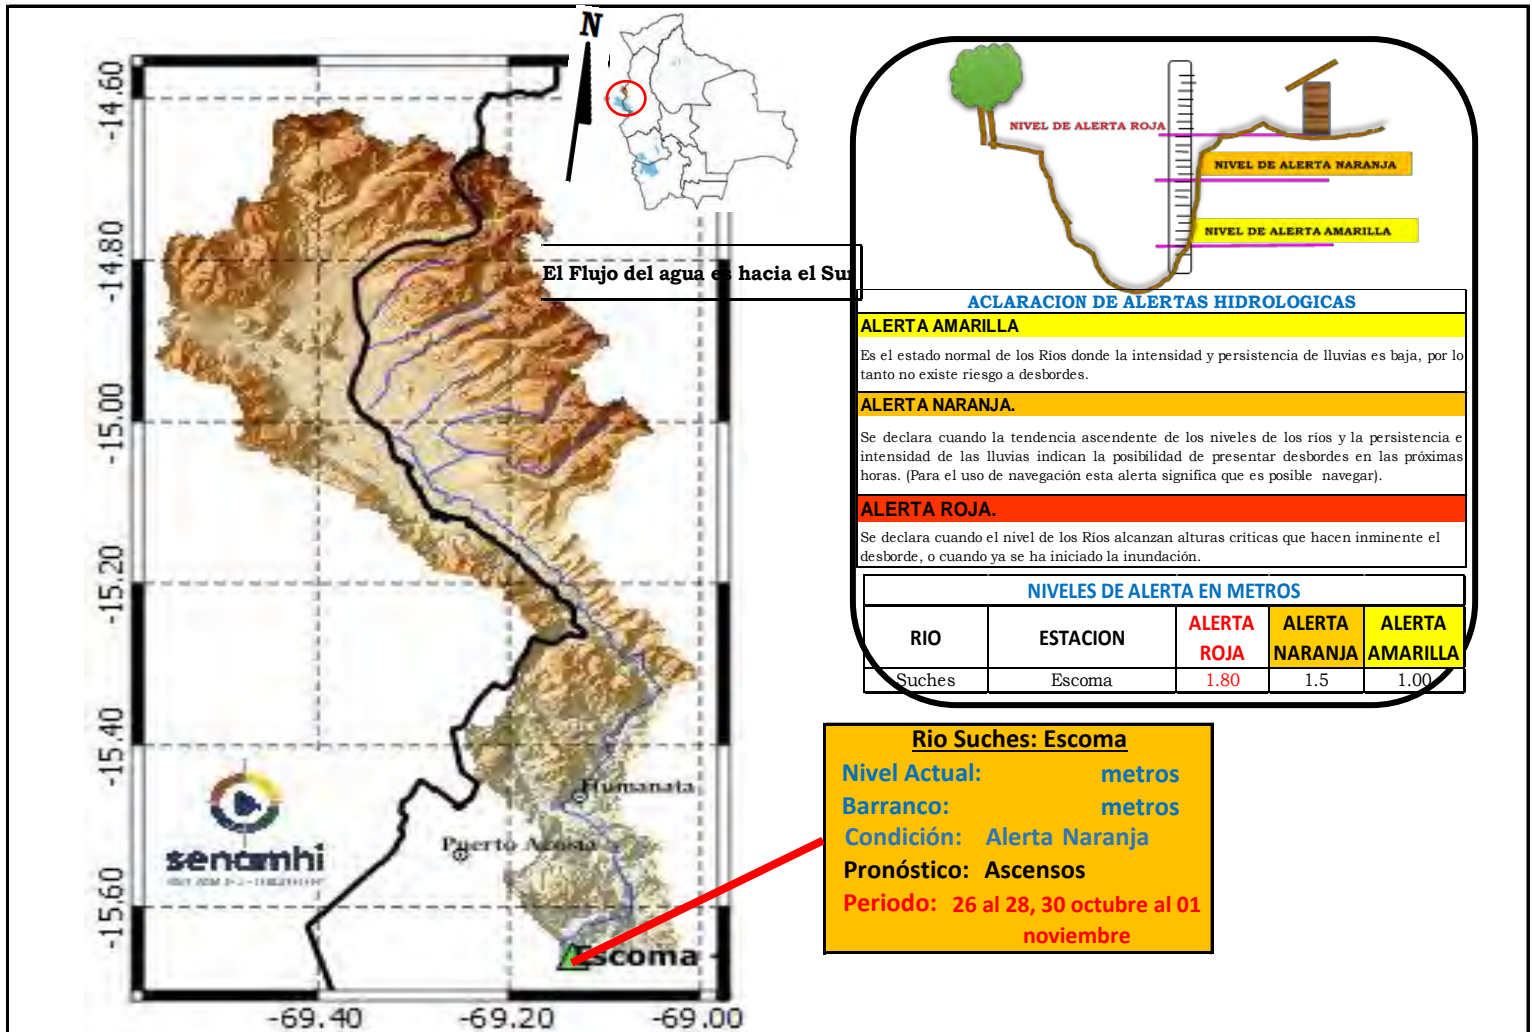 N
-14.60
-14.80
-15.00
-15.20
-15.40
-15.60
-69.40
-69.20
-69.00
El Flujo del agua es hacia el Sur
Humanata
Puerto Acosta
Escoma
senamhi
NIVEL DE ALERTA ROJA
NIVEL DE ALERTA NARANJA
NIVEL DE ALERTA AMARILLA
ACLARACION DE ALERTAS HIDROLOGICAS
ALERTA AMARILLA
Es el estado normal de los Ríos donde la intensidad y persistencia de lluvias es baja, por lo
tanto no existe riesgo a desbordes.
ALERTA NARANJA.
Se declara cuando la tendencia ascendente de los niveles de los ríos y la persistencia e
intensidad de las lluvias indican la posibilidad de presentar desbordes en las próximas
horas. (Para el uso de navegación esta alerta significa que es posible navegar).
ALERTA ROJA.
Se declara cuando el nivel de los Ríos alcanzan alturas críticas que hacen inminente el
desborde, o cuando ya se ha iniciado la inundación.
NIVELES DE ALERTA EN METROS
RIO ESTACION ALERTA ROJA ALERTA NARANJA ALERTA AMARILLA
Suches Escoma 1.80 1.5 1.00
Rio Suches: Escoma
Nivel Actual: metros
Barranco: metros
Condición: Alerta Naranja
Pronóstico: Ascensos
Periodo: 26 al 28, 30 octubre al 01
noviembre